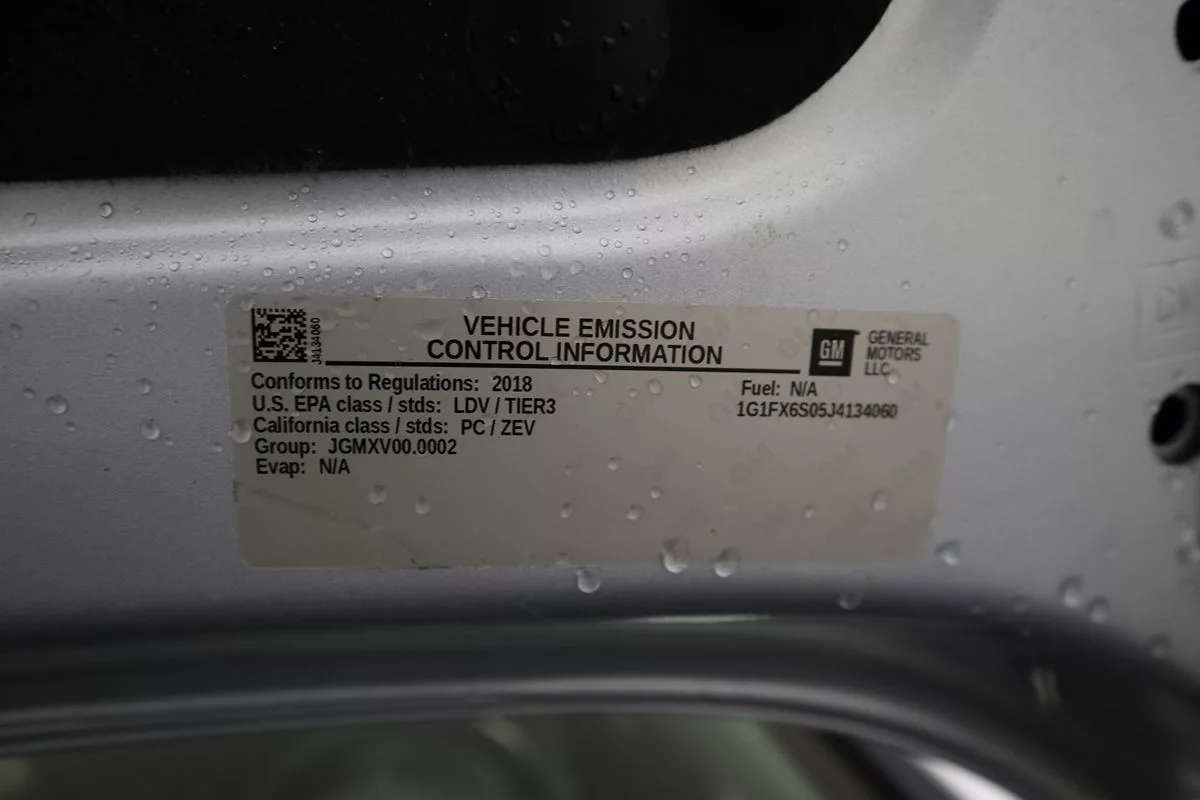 J4134060
VEHICLE EMISSION
CONTROL INFORMATION
GM
GENERAL
MOTORS
LLC
Conforms to Regulations: 2018
Fuel: N/A
U.S. EPA class / stds: LDV / TIER3
1G1FX6S05J4134060
California class / stds: PC / ZEV
Group: JGMXV00.0002
Evap: N/A